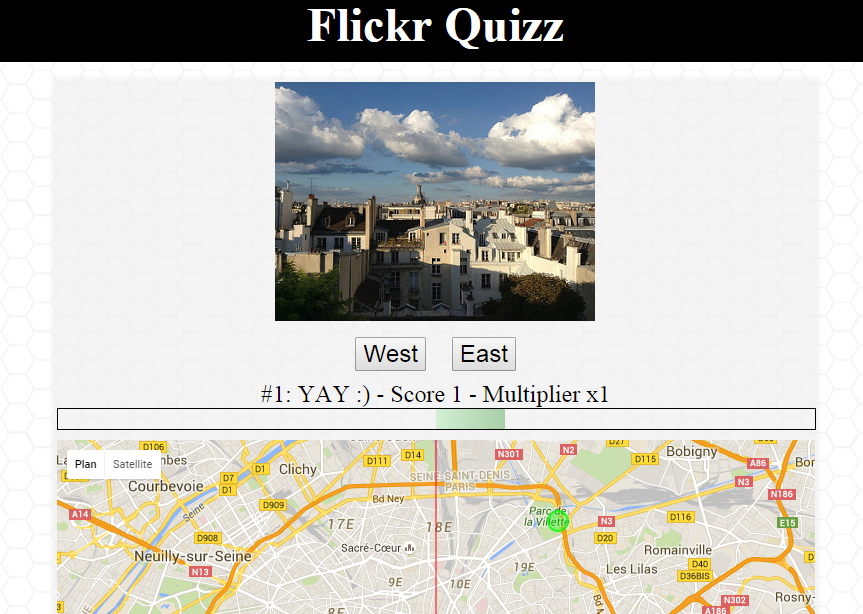 Flickr Quizz
West East
#1: YAY :) - Score 1 - Multiplier x1
D106 N301 N2 D27
Plan Satellite D111 D14 D115 Bobigny A86
Clichy D1 SEINE-SAINT-DENIS
D7 PARIS N3
Courbevoie D1 Bd Ney N186
D909
A14 Seine 17E 18E Parc de la Villette N3 D116 E15
D908 D20
Neuilly-sur-Seine Sacré-Cœur Romainville
N13 19E Les Lilas D40
9E 10E D36BIS
8E N302 Rosny-
A186